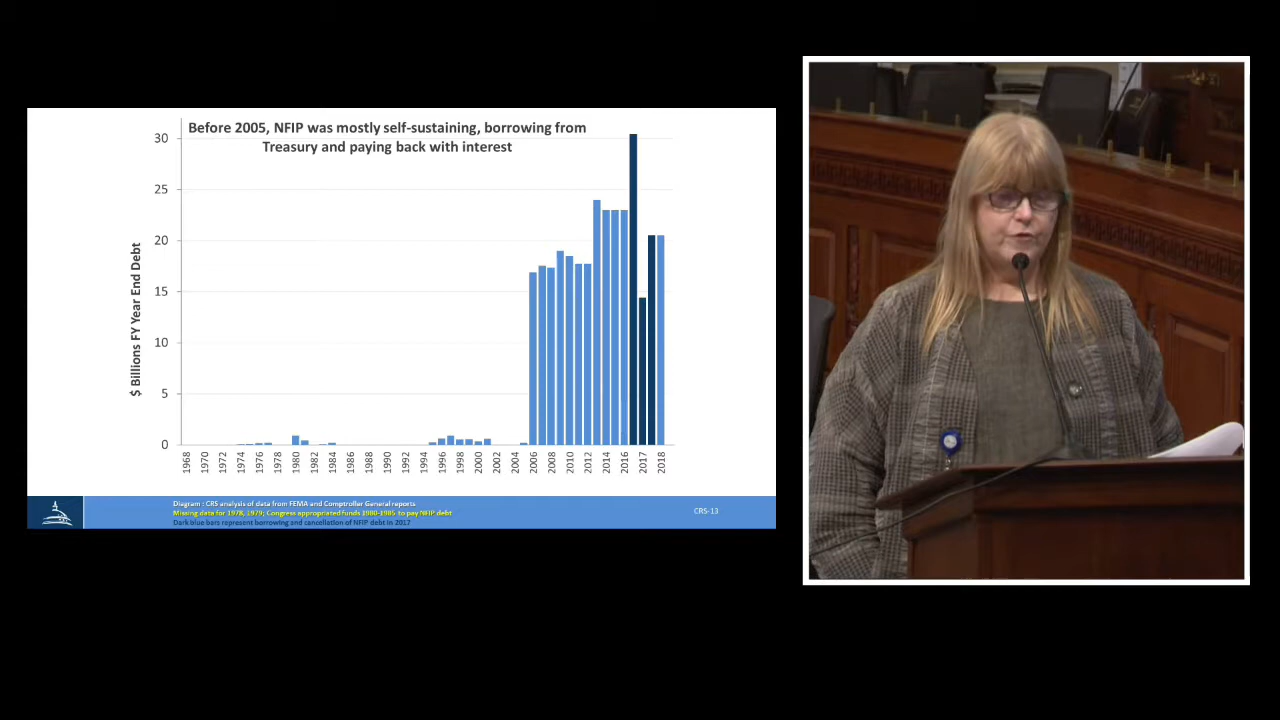 Before 2005, NFIP was mostly self-sustaining, borrowing from
Treasury and paying back with interest
$ Billions FY Year End Debt
30
25
20
15
10
5
0
1968 1970 1972 1974 1976 1978 1980 1982 1984 1986 1988 1990 1992 1994 1996 1998 2000 2002 2004 2006 2008 2010 2012 2014 2016 2017 2018
Diagram : CRS analysis of data from FEMA and Comptroller General reports
Missing data for 1978, 1979; Congress appropriated funds 1980-1985 to pay NFIP debt
Dark blue bars represent borrowing and cancellation of NFIP debt in 2017
CRS-13